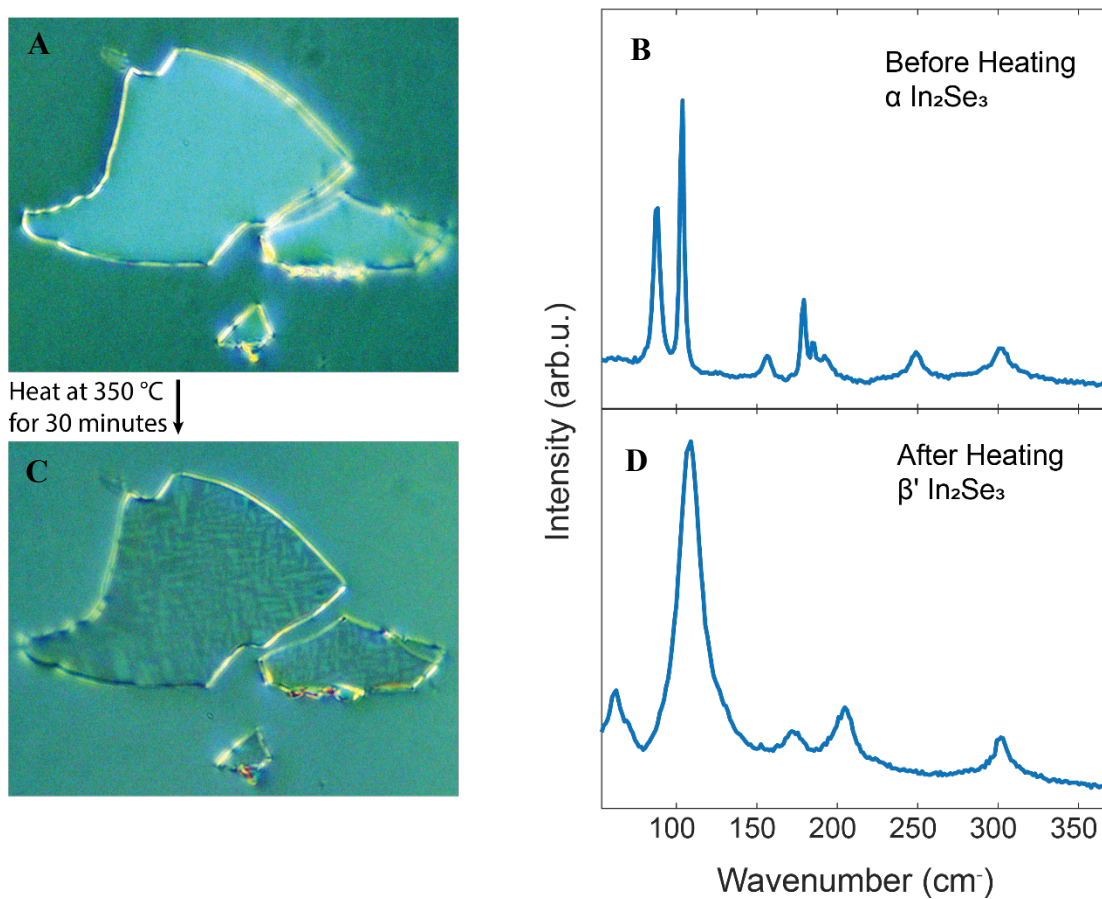 A
Heat at 350 °C
for 30 minutes
C
B
Before Heating
α In₂Se₃
D
After Heating
β' In₂Se₃
Intensity (arb.u.)
100 150 200 250 300 350
Wavenumber (cm⁻)